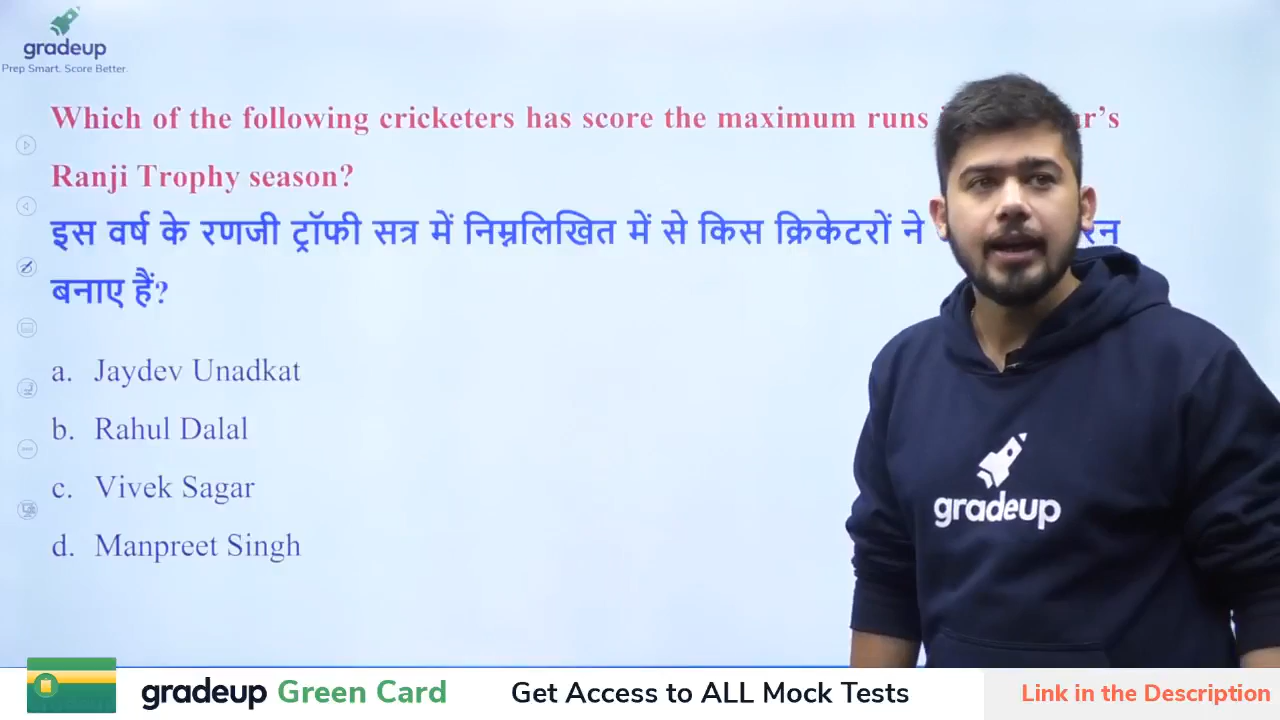 gradeup
Prep Smart. Score Better.
Which of the following cricketers has score the maximum runs
Ranji Trophy season?
इस वर्ष के रणजी ट्रॉफी सत्र में निम्नलिखित में से किस क्रिकेटरों ने रन
बनाए हैं?
a. Jaydev Unadkat
b. Rahul Dalal
c. Vivek Sagar
d. Manpreet Singh
gradeup
gradeup Green Card Get Access to ALL Mock Tests Link in the Description